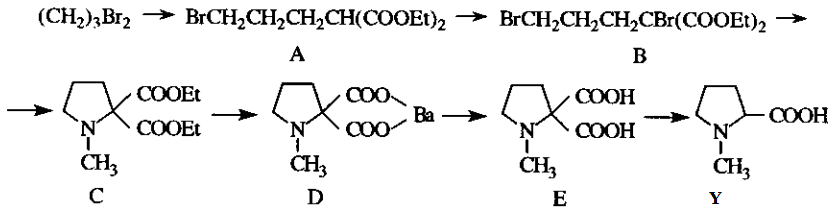 (CH₂)₃Br₂ → BrCH₂CH₂CH₂CH(COOEt)₂ → BrCH₂CH₂CH₂CBr(COOEt)₂ →
A B
→ COOEt → COO → COOH →
COOEt COO Ba COOH COOH
N N N N
CH₃ CH₃ CH₃ CH₃
C D E Y